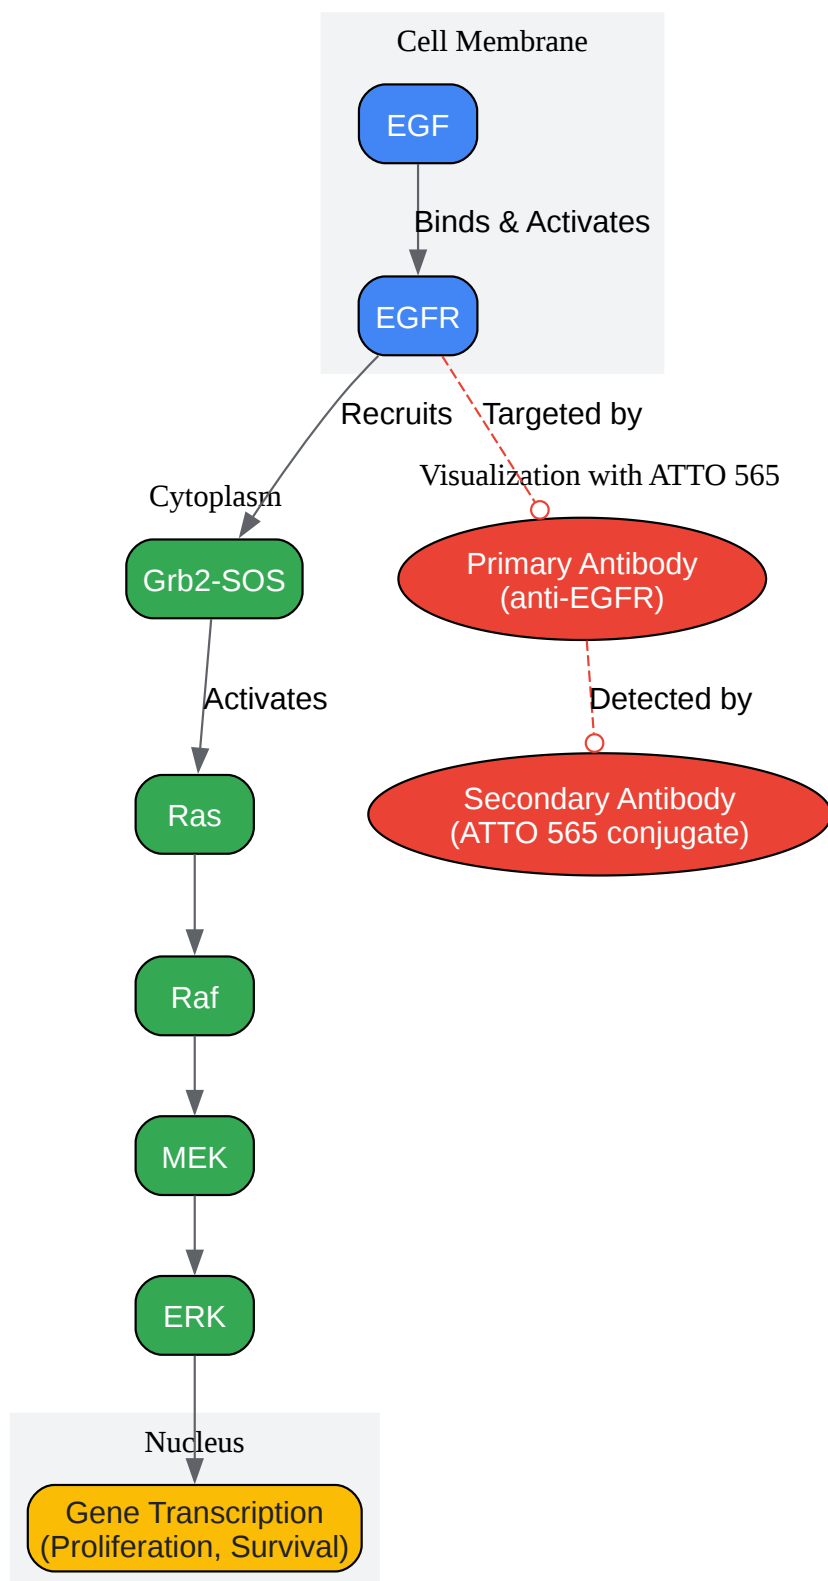 Cell Membrane
EGF
Binds & Activates
EGFR
Recruits
Targeted by
Cytoplasm
Visualization with ATTO 565
Grb2-SOS
Primary Antibody
(anti-EGFR)
Activates
Detected by
Ras
Secondary Antibody
(ATTO 565 conjugate)
Raf
MEK
ERK
Nucleus
Gene Transcription
(Proliferation, Survival)